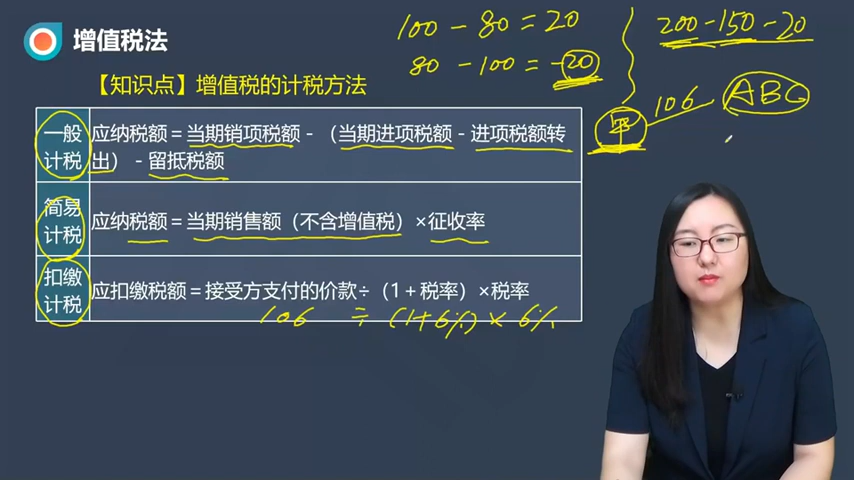 增值税法
100 - 80 = 20
80 - 100 = -20
200-150-20
【知识点】增值税的计税方法
106 ABC
一般计税
应纳税额＝当期销项税额－（当期进项税额－进项税额转出）－留抵税额
简易计税
应纳税额＝当期销售额（不含增值税）×征收率
扣缴计税
应扣缴税额＝接受方支付的价款÷（1＋税率）×税率
106 ÷ (1+6%) × 6%